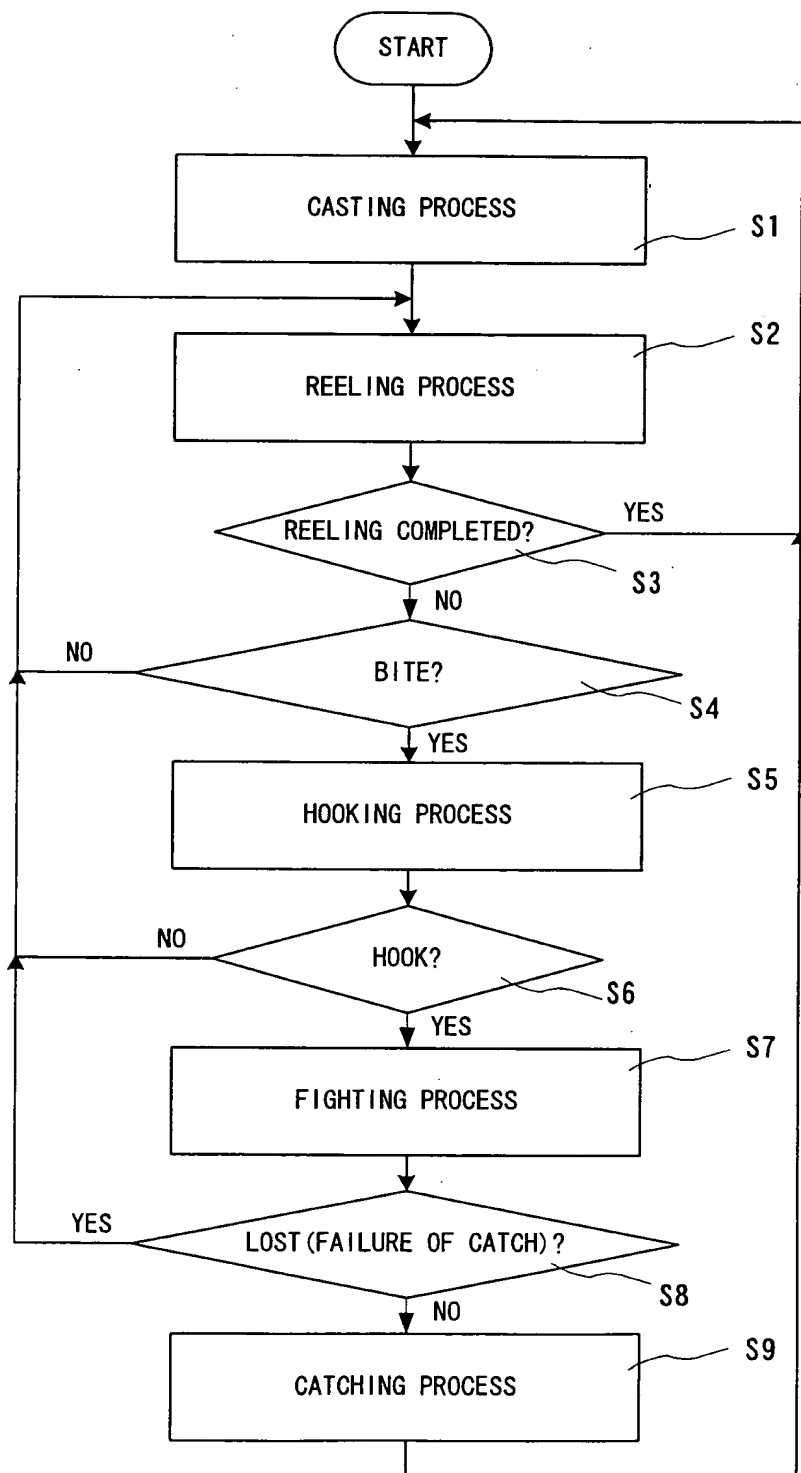 START
CASTING PROCESS
S1
S2
REELING PROCESS
REELING COMPLETED?
YES
S3
NO
NO
BITE?
S4
YES
S5
HOOKING PROCESS
NO
HOOK?
S6
YES
S7
FIGHTING PROCESS
YES
LOST(FAILURE OF CATCH)?
S8
NO
S9
CATCHING PROCESS